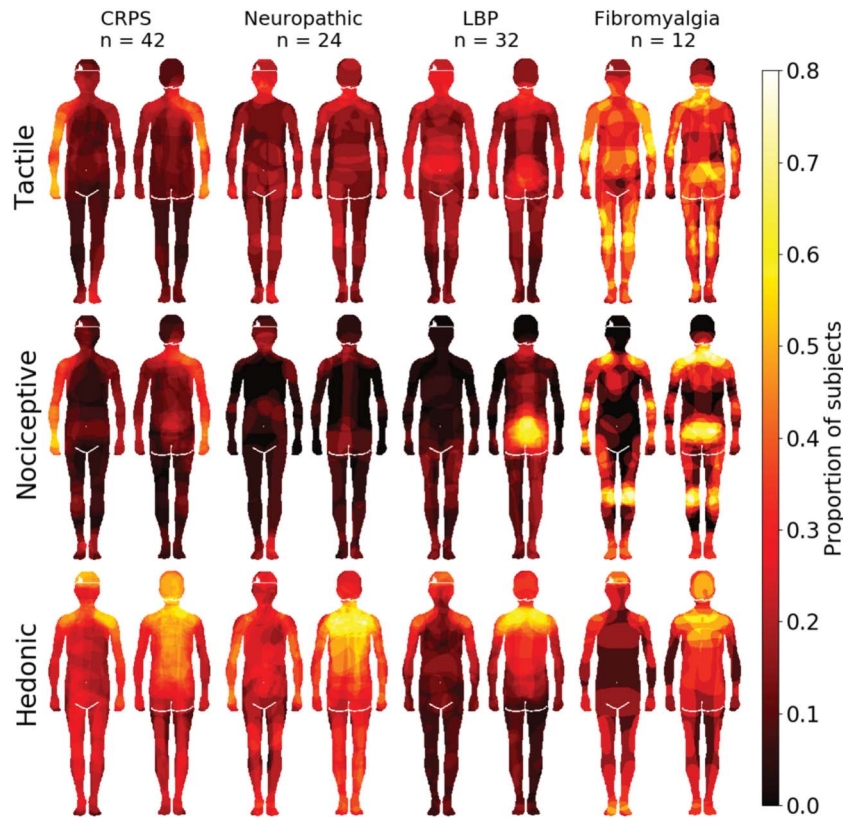 CRPS
n = 42
Neuropathic
n = 24
LBP
n = 32
Fibromyalgia
n = 12
Tactile
Nociceptive
Hedonic
0.8
0.7
0.6
0.5
0.4
0.3
0.2
0.1
0.0
Proportion of subjects